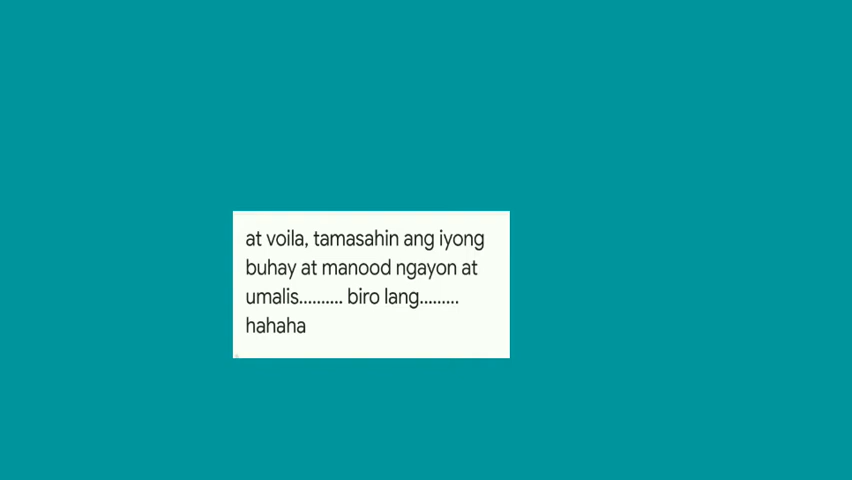 at voila, tamasahin ang iyong
buhay at manood ngayon at
umalis.......... biro lang.........
hahaha